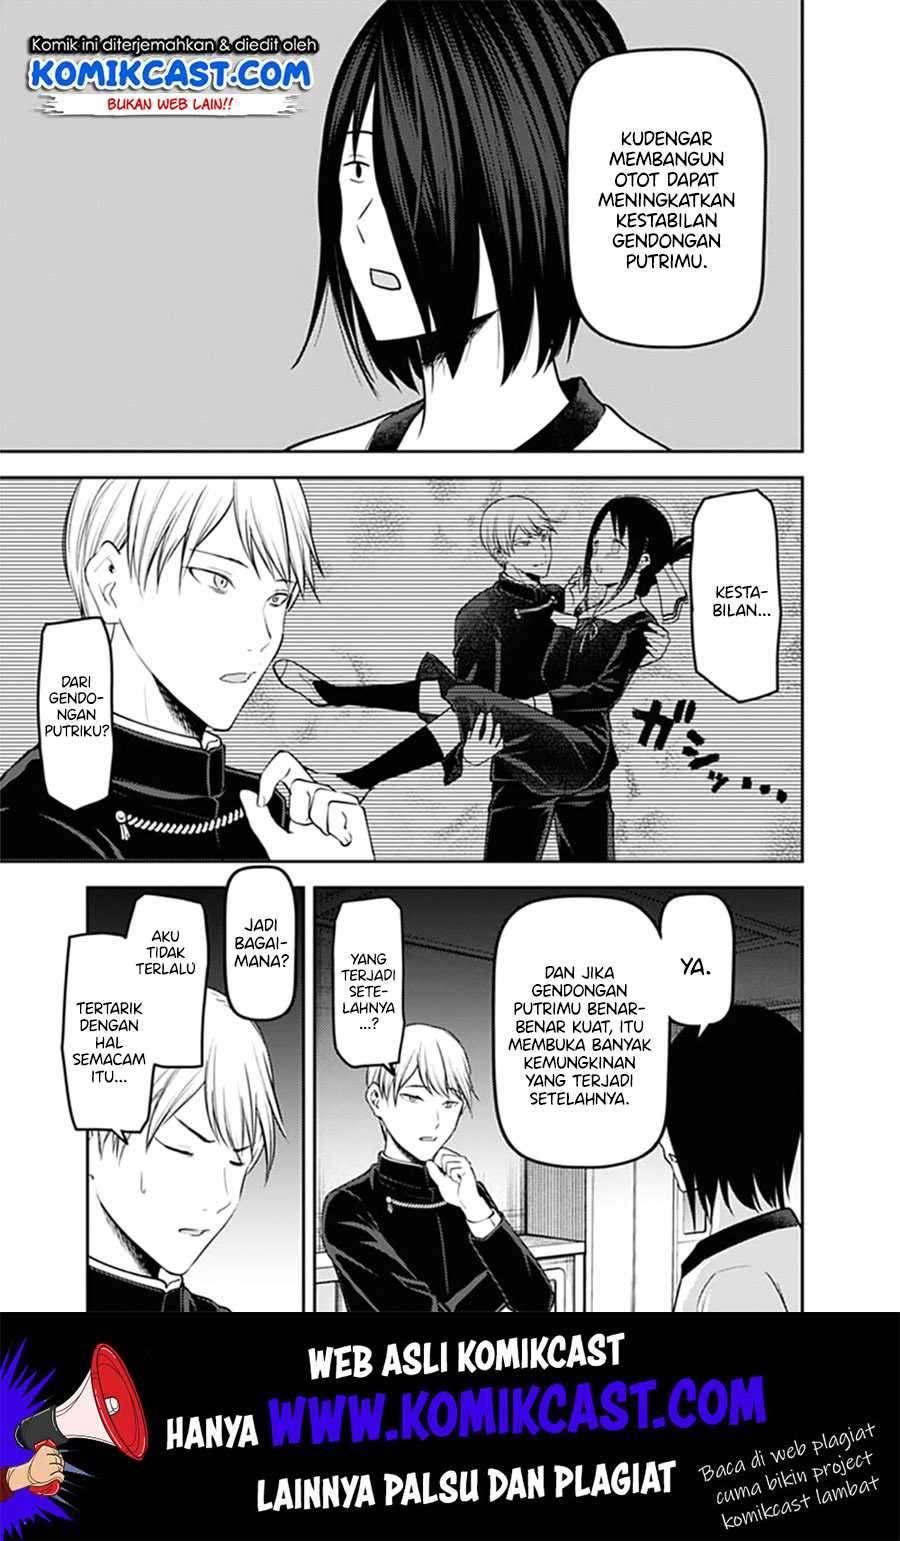 Komik ini diterjemahkan & diedit oleh
KOMIKCAST.COM
BUKAN WEB LAIN!!
KUDENGAR
MEMBANGUN
OTOT DAPAT
MENINGKATKAN
KESTABILAN
GENDONGAN
PUTRIMU.
KESTA-
BILAN...
ガシッ...
DARI
GENDO-
NGAN
PUTRIKU?
YA.
DAN JIKA
GENDONGAN
PUTRIMU BENAR-
BENAR KUAT, ITU
MEMBUKA BANYAK
KEMUNGKINAN
YANG TERJADI
SETELAHNYA.
YANG
TERJADI
SETE-
LAHNYA
...?
JADI
BAGAI-
MANA?
AKU
TIDAK
TERLALU
TERTARIK
DENGAN
HAL
SEMACAM
ITU...
WEB ASLI KOMIKCAST
HANYA WWW.KOMIKCAST.COM
LAINNYA PALSU DAN PLAGIAT
Baca di web plagiat
cuma bikin project
komikcast lambat